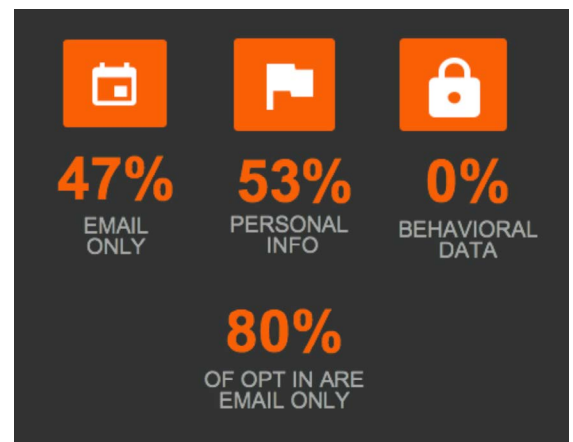 47%
EMAIL
ONLY
53%
PERSONAL
INFO
0%
BEHAVIORAL
DATA
80%
OF OPT IN ARE
EMAIL ONLY